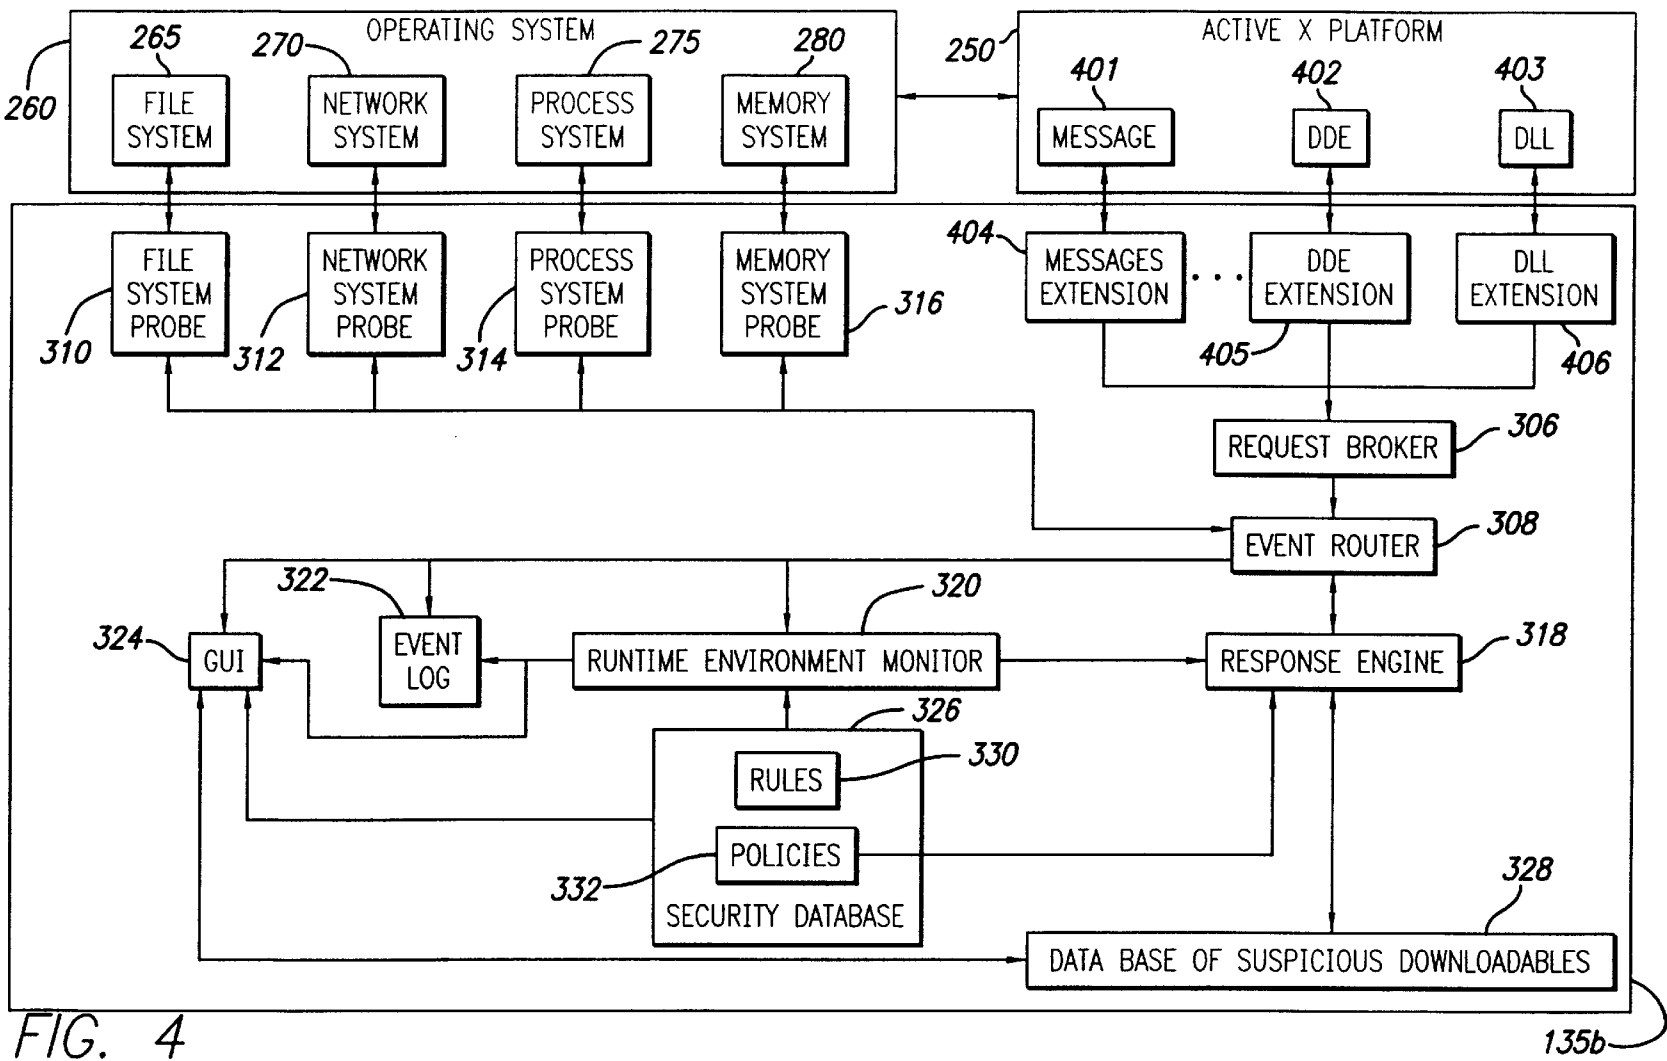 OPERATING SYSTEM
260
265
FILE
SYSTEM
270
NETWORK
SYSTEM
275
PROCESS
SYSTEM
280
MEMORY
SYSTEM
ACTIVE X PLATFORM
250
401
MESSAGE
402
DDE
403
DLL
FILE
SYSTEM
PROBE
310
NETWORK
SYSTEM
PROBE
312
PROCESS
SYSTEM
PROBE
314
MEMORY
SYSTEM
PROBE
316
404
MESSAGES
EXTENSION
...
DDE
EXTENSION
405
DLL
EXTENSION
406
REQUEST BROKER
306
EVENT ROUTER
308
324
GUI
322
EVENT
LOG
320
RUNTIME ENVIRONMENT MONITOR
RESPONSE ENGINE
318
326
RULES
330
POLICIES
332
SECURITY DATABASE
328
DATA BASE OF SUSPICIOUS DOWNLOADABLES
135b
FIG. 4